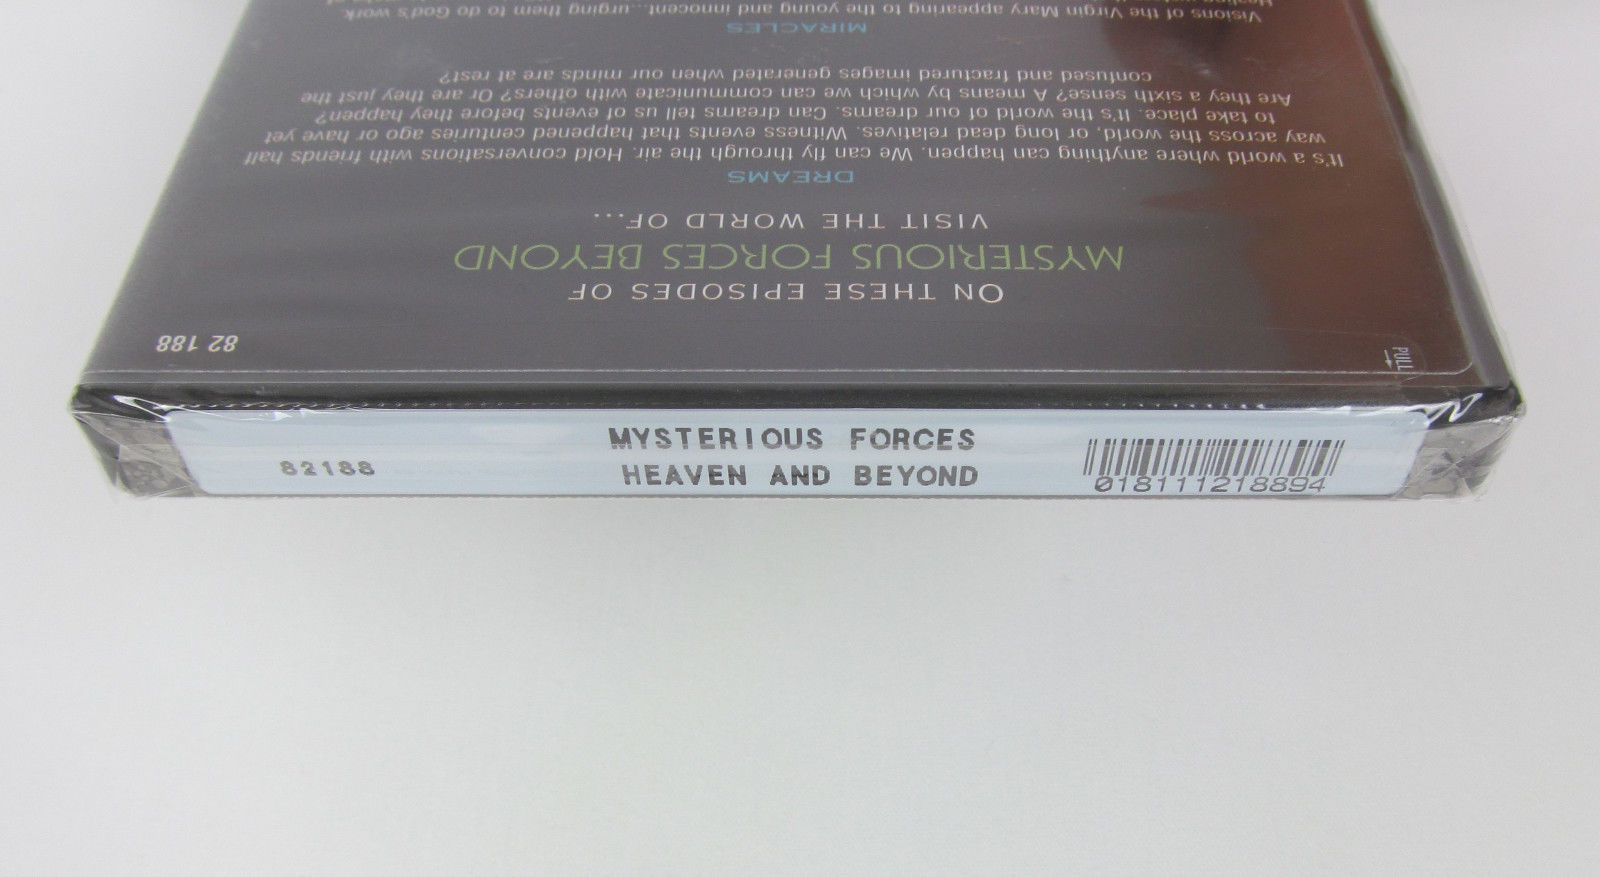 MYSTERIOUS FORCES
HEAVEN AND BEYOND
82188
018111218894
82 188
PULL
ON THESE EPISODES OF
MYSTERIOUS FORCES BEYOND
VISIT THE WORLD OF...
DREAMS
It's a world where anything can happen. We can fly through the air. Hold conversations with friends half
way across the world, or long dead relatives. Witness events that happened centuries ago or have yet
to take place. It's the world of our dreams. Can dreams tell us of events before they happen?
Are they a sixth sense? A means by which we can communicate with others? Or are they just the
confused and fractured images generated when our minds are at rest?
MIRACLES
Visions of the Virgin Mary appearing to the young and innocent...urging them to do God's work.